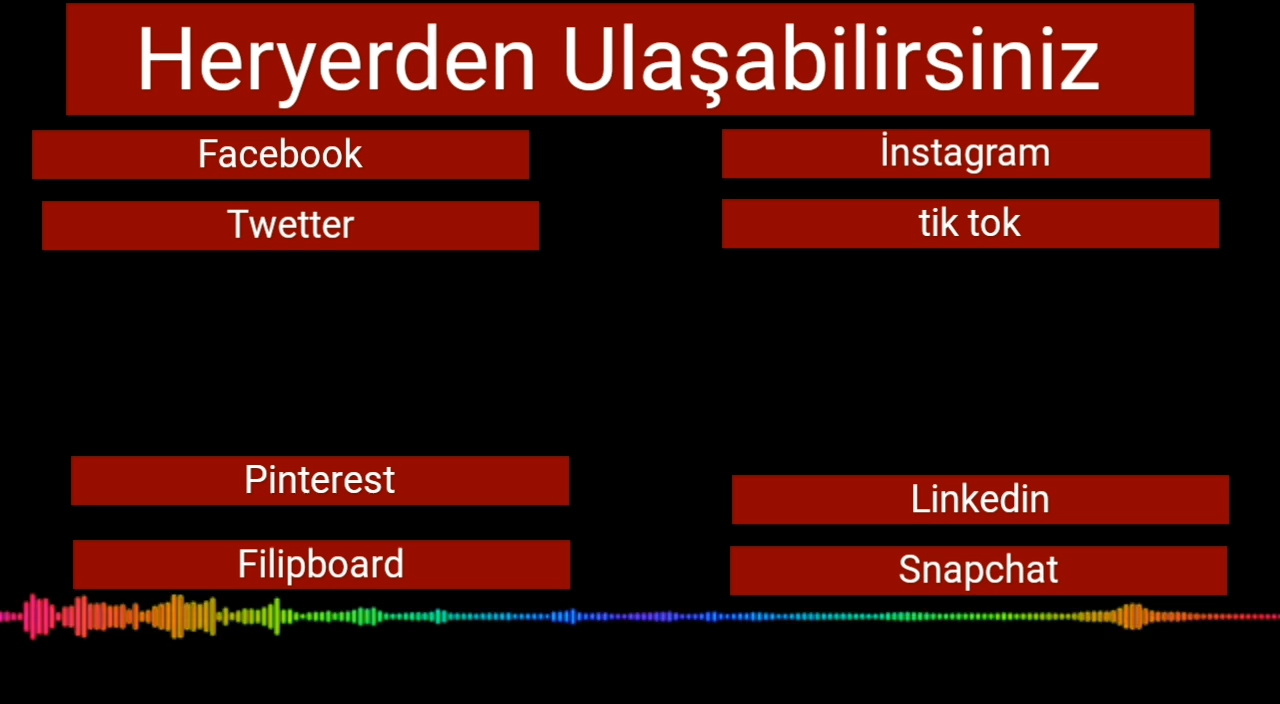 Heryerden Ulaşabilirsiniz
Facebook
İnstagram
Twetter
tik tok
Pinterest
Linkedin
Filipboard
Snapchat